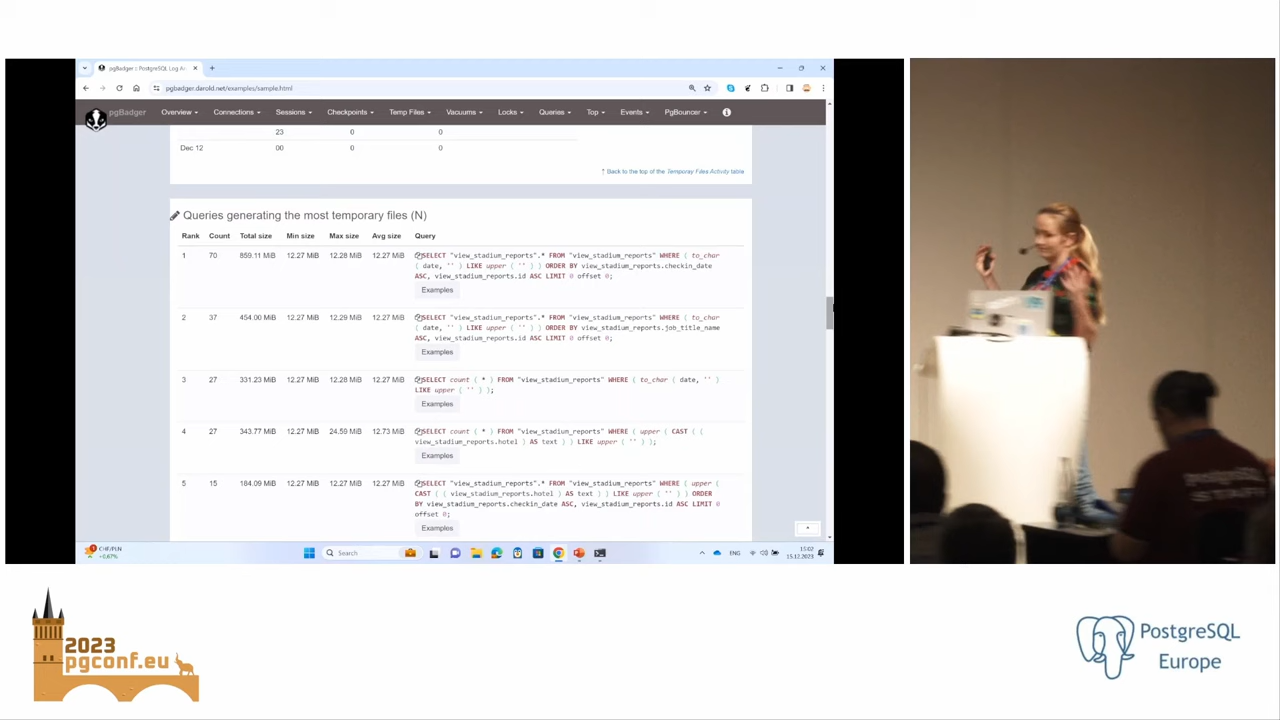 pgBadger :: PostgreSQL Log An
pgbadger.darold.net/examples/sample.html
pgBadger Overview Connections Sessions Checkpoints Temp Files Vacuums Locks Queries Top Events PgBouncer
23 0 0
Dec 12 00 0 0
↑ Back to the top of the Temporay Files Activity table
Queries generating the most temporary files (N)
Rank Count Total size Min size Max size Avg size Query
1 70 859.11 MiB 12.27 MiB 12.28 MiB 12.27 MiB SELECT "view_stadium_reports".* FROM "view_stadium_reports" WHERE ( to_char
( date, '' ) LIKE upper ( '' ) ) ORDER BY view_stadium_reports.checkin_date
ASC, view_stadium_reports.id ASC LIMIT 0 offset 0;
Examples
2 37 454.00 MiB 12.27 MiB 12.29 MiB 12.27 MiB SELECT "view_stadium_reports".* FROM "view_stadium_reports" WHERE ( to_char
( date, '' ) LIKE upper ( '' ) ) ORDER BY view_stadium_reports.job_title_name
ASC, view_stadium_reports.id ASC LIMIT 0 offset 0;
Examples
3 27 331.23 MiB 12.27 MiB 12.28 MiB 12.27 MiB SELECT count ( * ) FROM "view_stadium_reports" WHERE ( to_char ( date, '' )
LIKE upper ( '' ) );
Examples
4 27 343.77 MiB 12.27 MiB 24.59 MiB 12.73 MiB SELECT count ( * ) FROM "view_stadium_reports" WHERE ( upper ( CAST ( (
view_stadium_reports.hotel ) AS text ) ) LIKE upper ( '' ) );
Examples
5 15 184.09 MiB 12.27 MiB 12.27 MiB 12.27 MiB SELECT "view_stadium_reports".* FROM "view_stadium_reports" WHERE ( upper (
CAST ( ( view_stadium_reports.hotel ) AS text ) ) LIKE upper ( '' ) ) ORDER
BY view_stadium_reports.checkin_date ASC, view_stadium_reports.id ASC LIMIT 0
offset 0;
Examples
CHF/PLN
+0.67%
Search
ENG
15:02
15.12.2023
2023
pgconf.eu
PostgreSQL
Europe